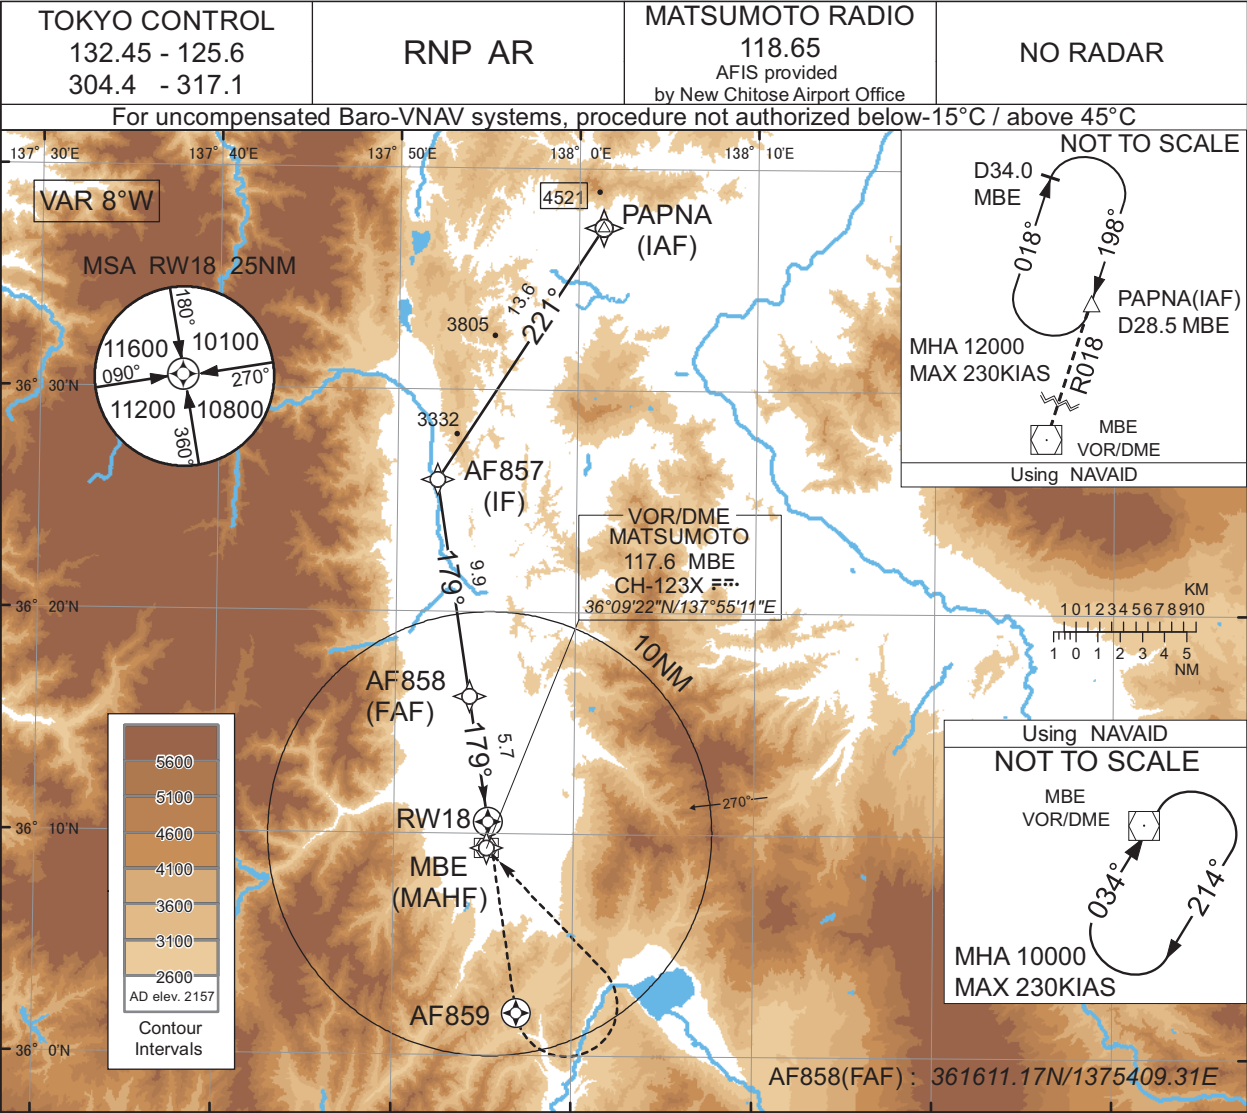 TOKYO CONTROL
132.45 - 125.6
304.4 - 317.1
RNP AR
MATSUMOTO RADIO
118.65
AFIS provided
by New Chitose Airport Office
NO RADAR
For uncompensated Baro-VNAV systems, procedure not authorized below-15°C / above 45°C
137° 30'E
137° 40'E
137° 50'E
138° 0'E
138° 10'E
VAR 8°W
4521
PAPNA
(IAF)
MSA RW18 25NM
180°
11600
10100
090°
270°
11200
10800
360°
13.6
221°
3805
3332
36° 30'N
AF857
(IF)
NOT TO SCALE
D34.0
MBE
018°
198°
PAPNA(IAF)
D28.5 MBE
MHA 12000
MAX 230KIAS
R018
MBE
VOR/DME
Using NAVAID
VOR/DME
MATSUMOTO
117.6 MBE
CH-123X
36°09'22"N/137°55'11"E
179°
9.9
36° 20'N
KM
1 0 1 2 3 4 5 6 7 8 9 10
1 0 1 2 3 4 5
NM
10NM
AF858
(FAF)
179°
5.7
270°
5600
5100
4600
4100
3600
3100
2600
AD elev. 2157
Contour
Intervals
36° 10'N
RW18
MBE
(MAHF)
AF859
36° 0'N
Using NAVAID
NOT TO SCALE
MBE
VOR/DME
034°
214°
MHA 10000
MAX 230KIAS
AF858(FAF) : 361611.17N/1375409.31E